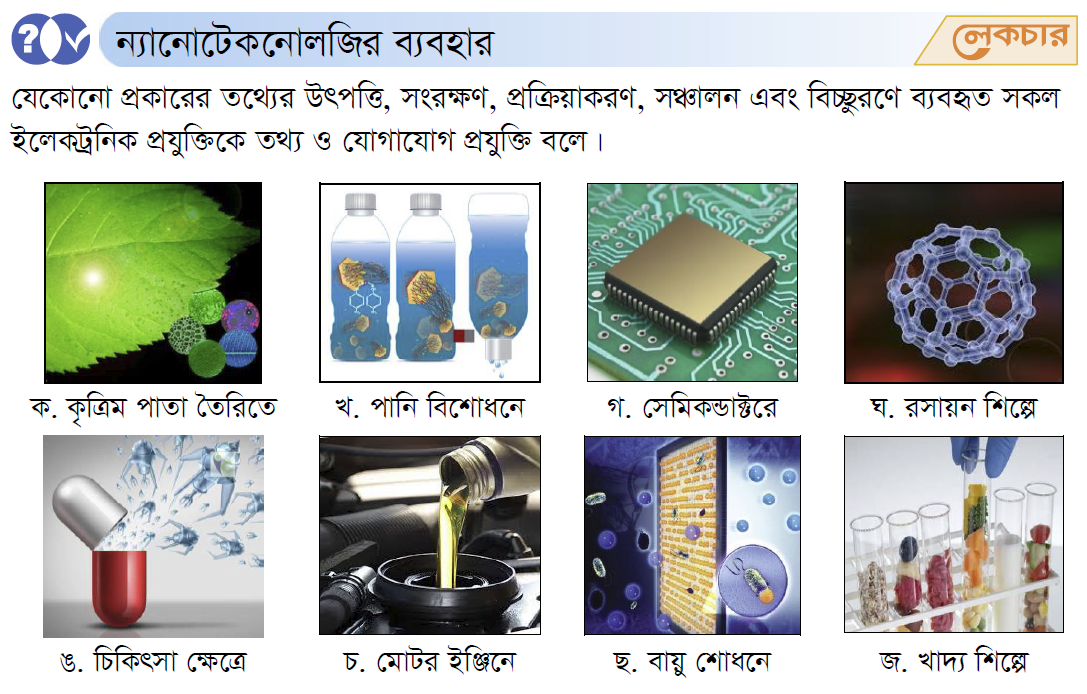 ন্যানোটেকনোলজির ব্যবহার
লেকচার
যেকোনো প্রকারের তথ্যের উৎপত্তি, সংরক্ষণ, প্রক্রিয়াকরণ, সঞ্চালন এবং বিচ্ছুরণে ব্যবহৃত সকল
ইলেকট্রনিক প্রযুক্তিকে তথ্য ও যোগাযোগ প্রযুক্তি বলে।
ক. কৃত্রিম পাতা তৈরিতে
খ. পানি বিশোধনে
গ. সেমিকন্ডাক্টরে
ঘ. রসায়ন শিল্পে
ঙ. চিকিৎসা ক্ষেত্রে
চ. মোটর ইঞ্জিনে
ছ. বায়ু শোধনে
জ. খাদ্য শিল্পে